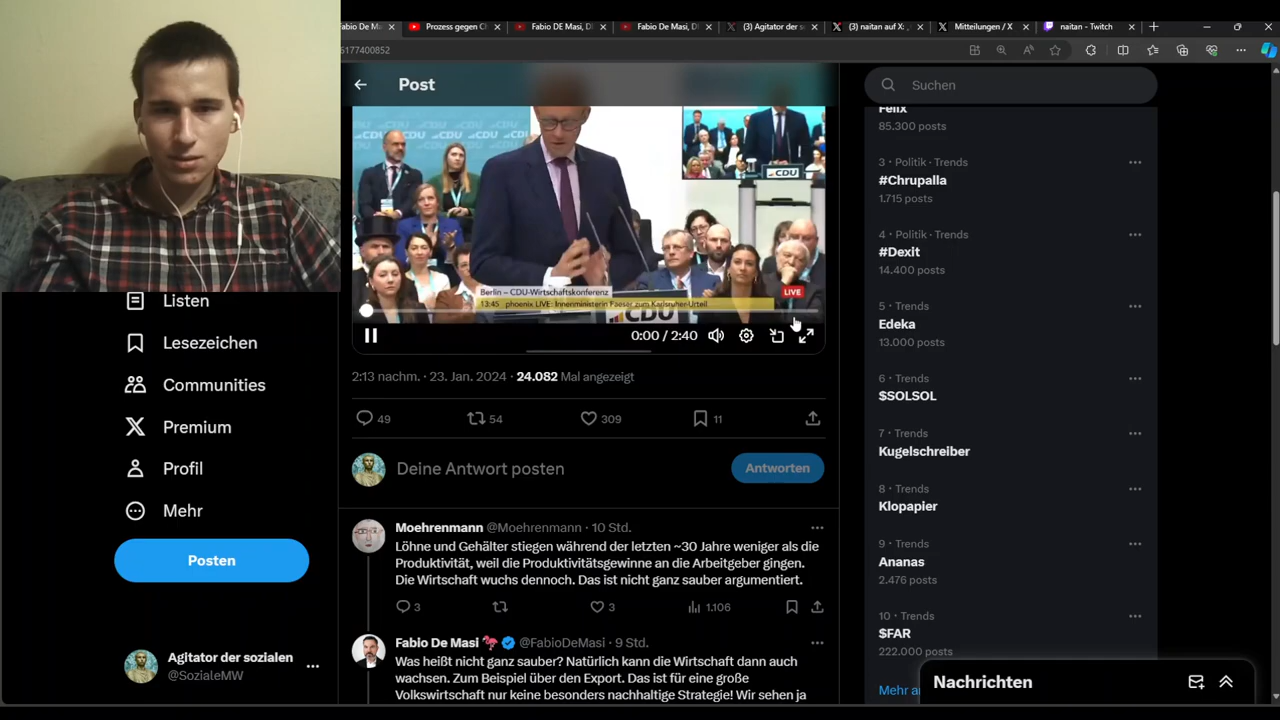 Fabio De Ma
Prozess gegen C
Fabio DE Masi, D
Fabio DE Masi, D
(3) Agitator der s
(3) naitan auf X:
Mitteilungen / X
naitan - Twitch
6177400852
Post
Suchen
CDU
CDU
CDU
Berlin – CDU-Wirtschaftskonferenz
LIVE
13:45 phoenix LIVE: Innenministerin Faeser zum Karlsruher Urteil
CDU
0:00 / 2:40
2:13 nachm. · 23. Jan. 2024 · 24.082 Mal angezeigt
49
54
309
11
Deine Antwort posten
Antworten
Moehrenmann @Moehrenmann · 10 Std.
Löhne und Gehälter stiegen während der letzten ~30 Jahre weniger als die
Produktivität, weil die Produktivitätsgewinne an die Arbeitgeber gingen.
Die Wirtschaft wuchs dennoch. Das ist nicht ganz sauber argumentiert.
3
3
1.106
Fabio De Masi 🦩 @FabioDeMasi · 9 Std.
Was heißt nicht ganz sauber? Natürlich kann die Wirtschaft dann auch
wachsen. Zum Beispiel über den Export. Das ist für eine große
Volkswirtschaft nur keine besonders nachhaltige Strategie! Wir sehen ja
Listen
Lesezeichen
Communities
Premium
Profil
Mehr
Posten
Agitator der sozialen
@SozialeMW
Felix
85.300 posts
3 · Politik · Trends
#Chrupalla
1.715 posts
4 · Politik · Trends
#Dexit
14.400 posts
5 · Trends
Edeka
13.000 posts
6 · Trends
$SOLSOL
7 · Trends
Kugelschreiber
8 · Trends
Klopapier
9 · Trends
Ananas
2.476 posts
10 · Trends
$FAR
222.000 posts
Mehr a
Nachrichten